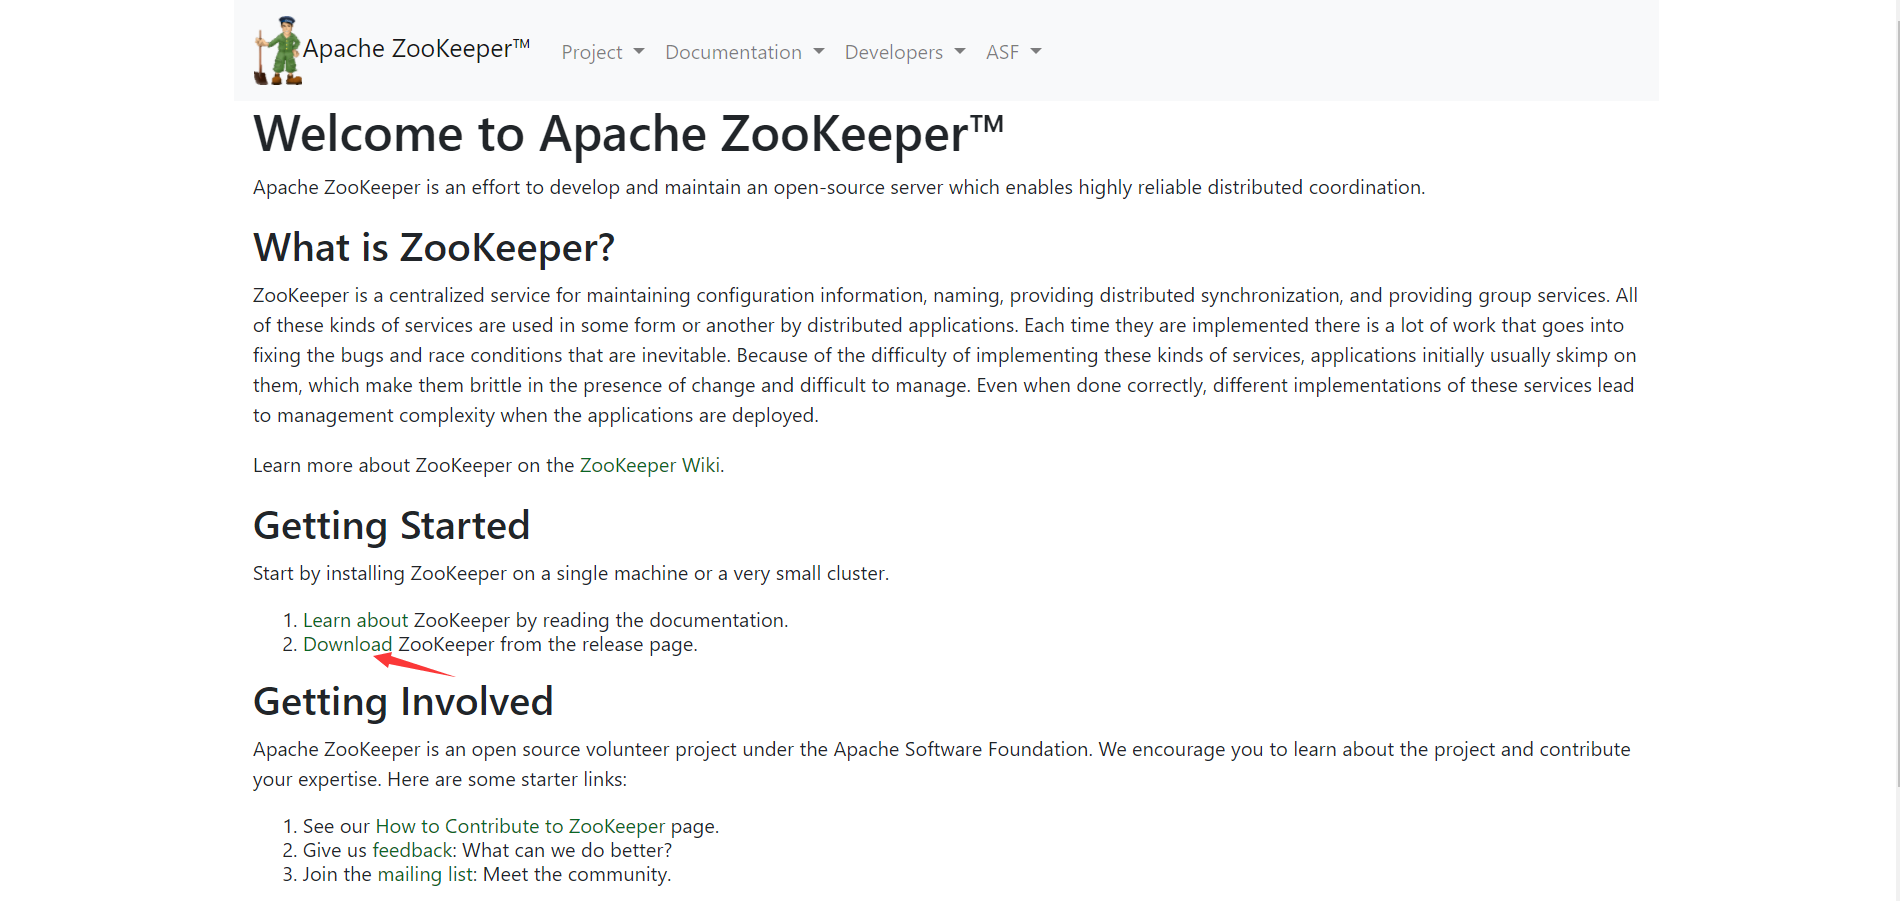 Apache ZooKeeper™ Project Documentation Developers ASF
Welcome to Apache ZooKeeper™
Apache ZooKeeper is an effort to develop and maintain an open-source server which enables highly reliable distributed coordination.
What is ZooKeeper?
ZooKeeper is a centralized service for maintaining configuration information, naming, providing distributed synchronization, and providing group services. All
of these kinds of services are used in some form or another by distributed applications. Each time they are implemented there is a lot of work that goes into
fixing the bugs and race conditions that are inevitable. Because of the difficulty of implementing these kinds of services, applications initially usually skimp on
them, which make them brittle in the presence of change and difficult to manage. Even when done correctly, different implementations of these services lead
to management complexity when the applications are deployed.
Learn more about ZooKeeper on the ZooKeeper Wiki.
Getting Started
Start by installing ZooKeeper on a single machine or a very small cluster.
1. Learn about ZooKeeper by reading the documentation.
2. Download ZooKeeper from the release page.
Getting Involved
Apache ZooKeeper is an open source volunteer project under the Apache Software Foundation. We encourage you to learn about the project and contribute
your expertise. Here are some starter links:
1. See our How to Contribute to ZooKeeper page.
2. Give us feedback: What can we do better?
3. Join the mailing list: Meet the community.